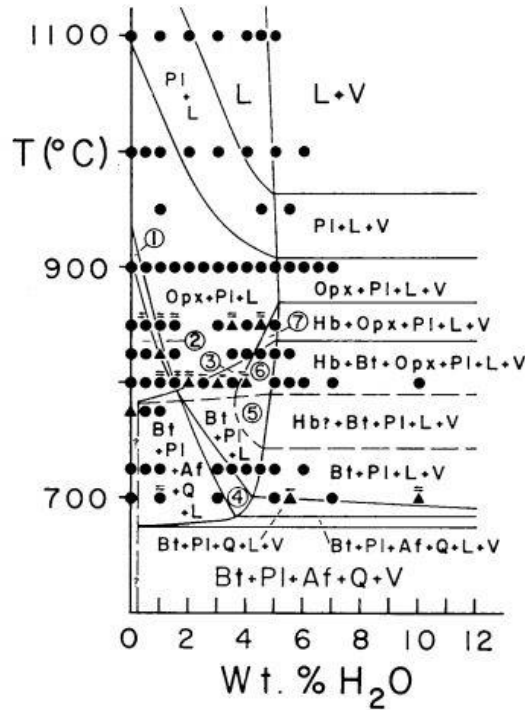 1100
Pl
+
L
L
L+V
T(°C)
Pl+L+V
①
900
Opx+Pl+L
Opx+Pl+L+V
⑦
Hb+Opx+Pl+L+V
②
③
⑥
Hb+Bt+Opx+Pl+L+V
⑤
Hb?+Bt+Pl+L+V
Bt
+Pl
+L
Bt
+
Pl
+Af
+
Q
+L
Bt+Pl+L+V
700
④
Bt+Pl+Q+L+V
Bt+Pl+Af+Q+L+V
?
Bt+Pl+Af+Q+V
0 2 4 6 8 10 12
Wt. % H₂O